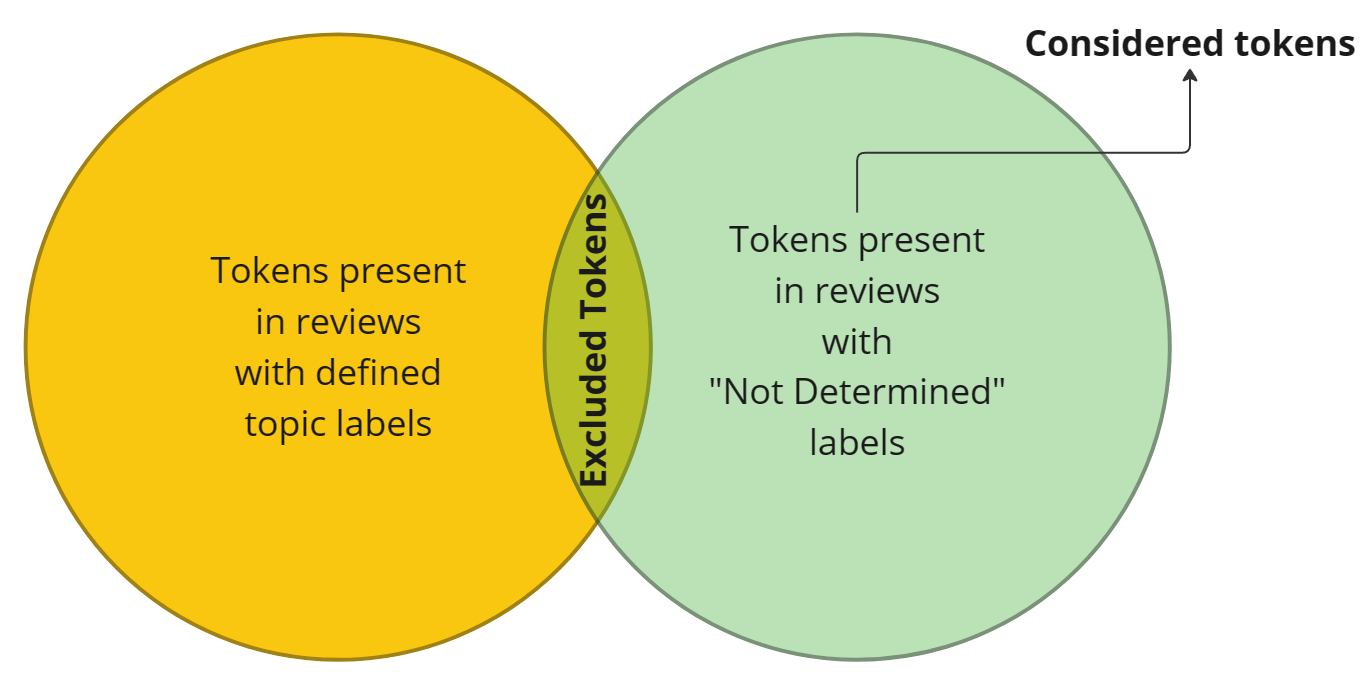 Considered tokens
Tokens present
in reviews
with defined
topic labels
Excluded Tokens
Tokens present
in reviews
with
"Not Determined"
labels